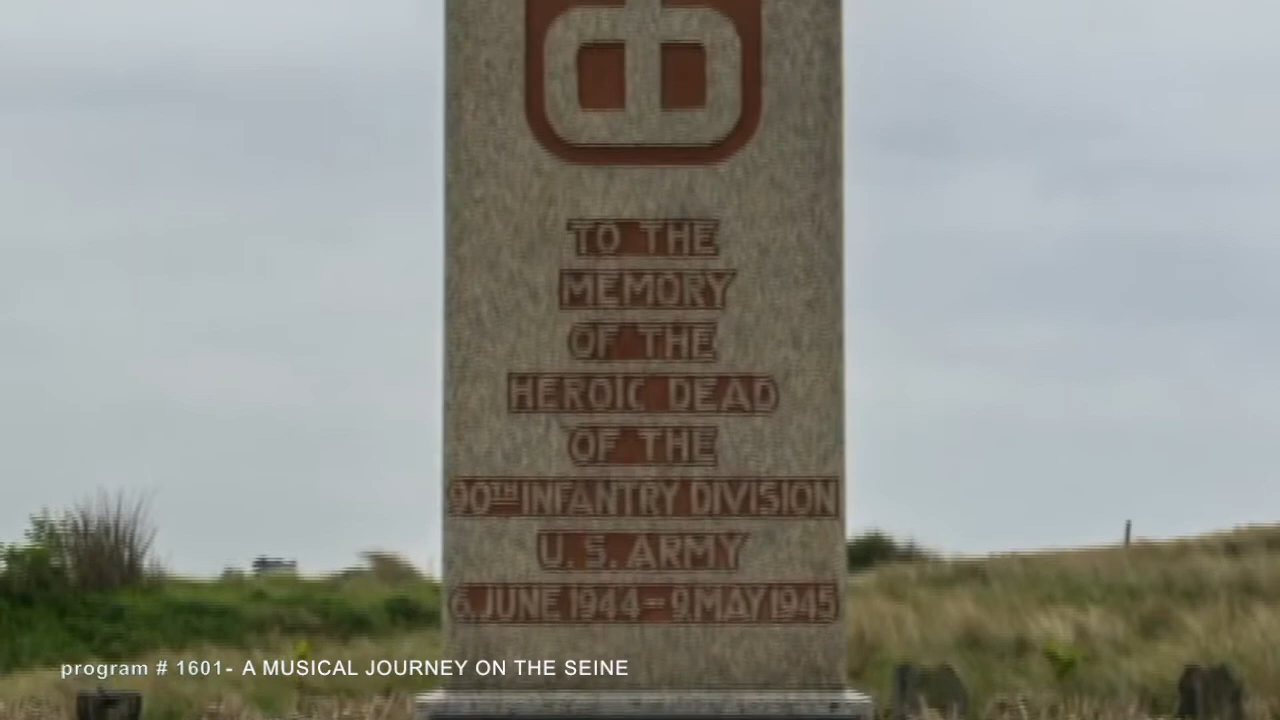 TO THE
MEMORY
OF THE
HEROIC DEAD
OF THE
90TH INFANTRY DIVISION
U.S. ARMY
6. JUNE 1944 - 9. MAY 1945
program # 1601- A MUSICAL JOURNEY ON THE SEINE